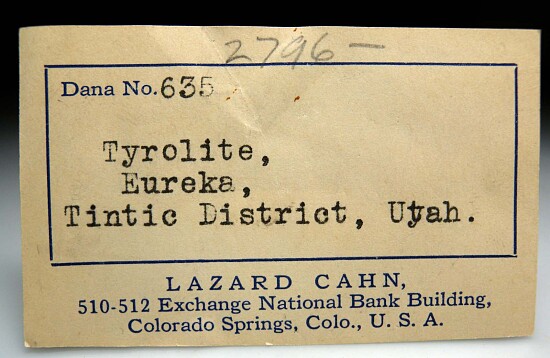 2796-
Dana No.635
Tyrolite,
Eureka,
Tintic District, Utah.
LAZARD CAHN,
510-512 Exchange National Bank Building,
Colorado Springs, Colo., U. S. A.